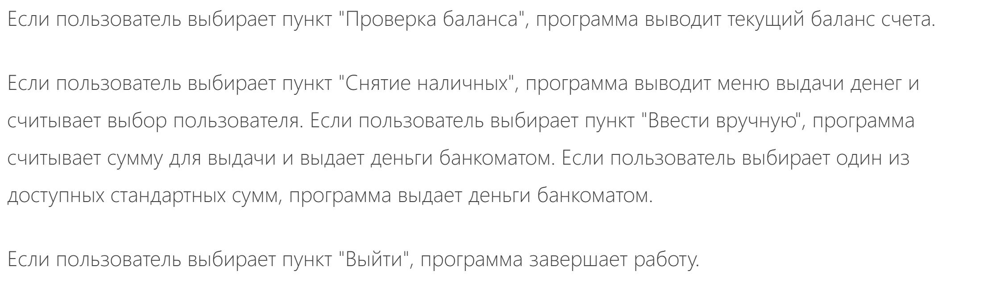 Если пользователь выбирает пункт "Проверка баланса", программа выводит текущий баланс счета.
Если пользователь выбирает пункт "Снятие наличных", программа выводит меню выдачи денег и
считывает выбор пользователя. Если пользователь выбирает пункт "Ввести вручную", программа
считывает сумму для выдачи и выдает деньги банкоматом. Если пользователь выбирает один из
доступных стандартных сумм, программа выдает деньги банкоматом.
Если пользователь выбирает пункт "Выйти", программа завершает работу.